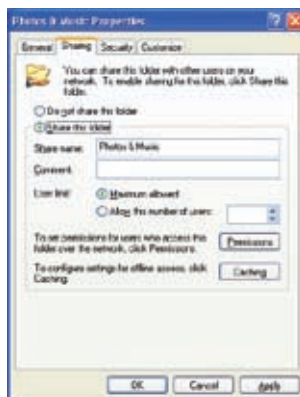 Photos & Music Properties
General Sharing Security Customize
You can share this folder with other users on your
network. To enable sharing for this folder, click Share this
folder.
Do not share this folder
Share this folder
Share name: Photos & Music
Comment:
User limit: Maximum allowed
Allow this number of users:
To set permissions for users who access this
folder over the network, click Permissions.
Permissions
To configure settings for offline access, click
Caching.
Caching
OK Cancel Apply